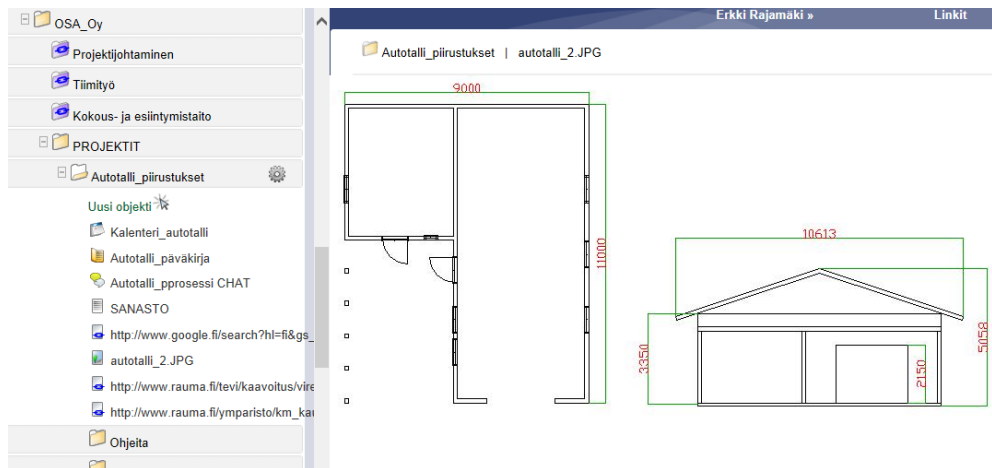 OSA_Oy
Projektijohtaminen
Tiimityö
Kokous- ja esiintymistaito
PROJEKTIT
Autotalli_piirustukset
Uusi objekti
Kalenteri_autotalli
Autotalli_päväkirja
Autotalli_pprosessi CHAT
SANASTO
http://www.google.fi/search?hl=fi&gs_
autotalli_2.JPG
http://www.rauma.fi/tevi/kaavoitus/vire
http://www.rauma.fi/ymparisto/km_kau
Ohjeita
Erkki Rajamäki » Linkit
Autotalli_piirustukset | autotalli_2.JPG
9000
11000
10613
3350
2150
5058